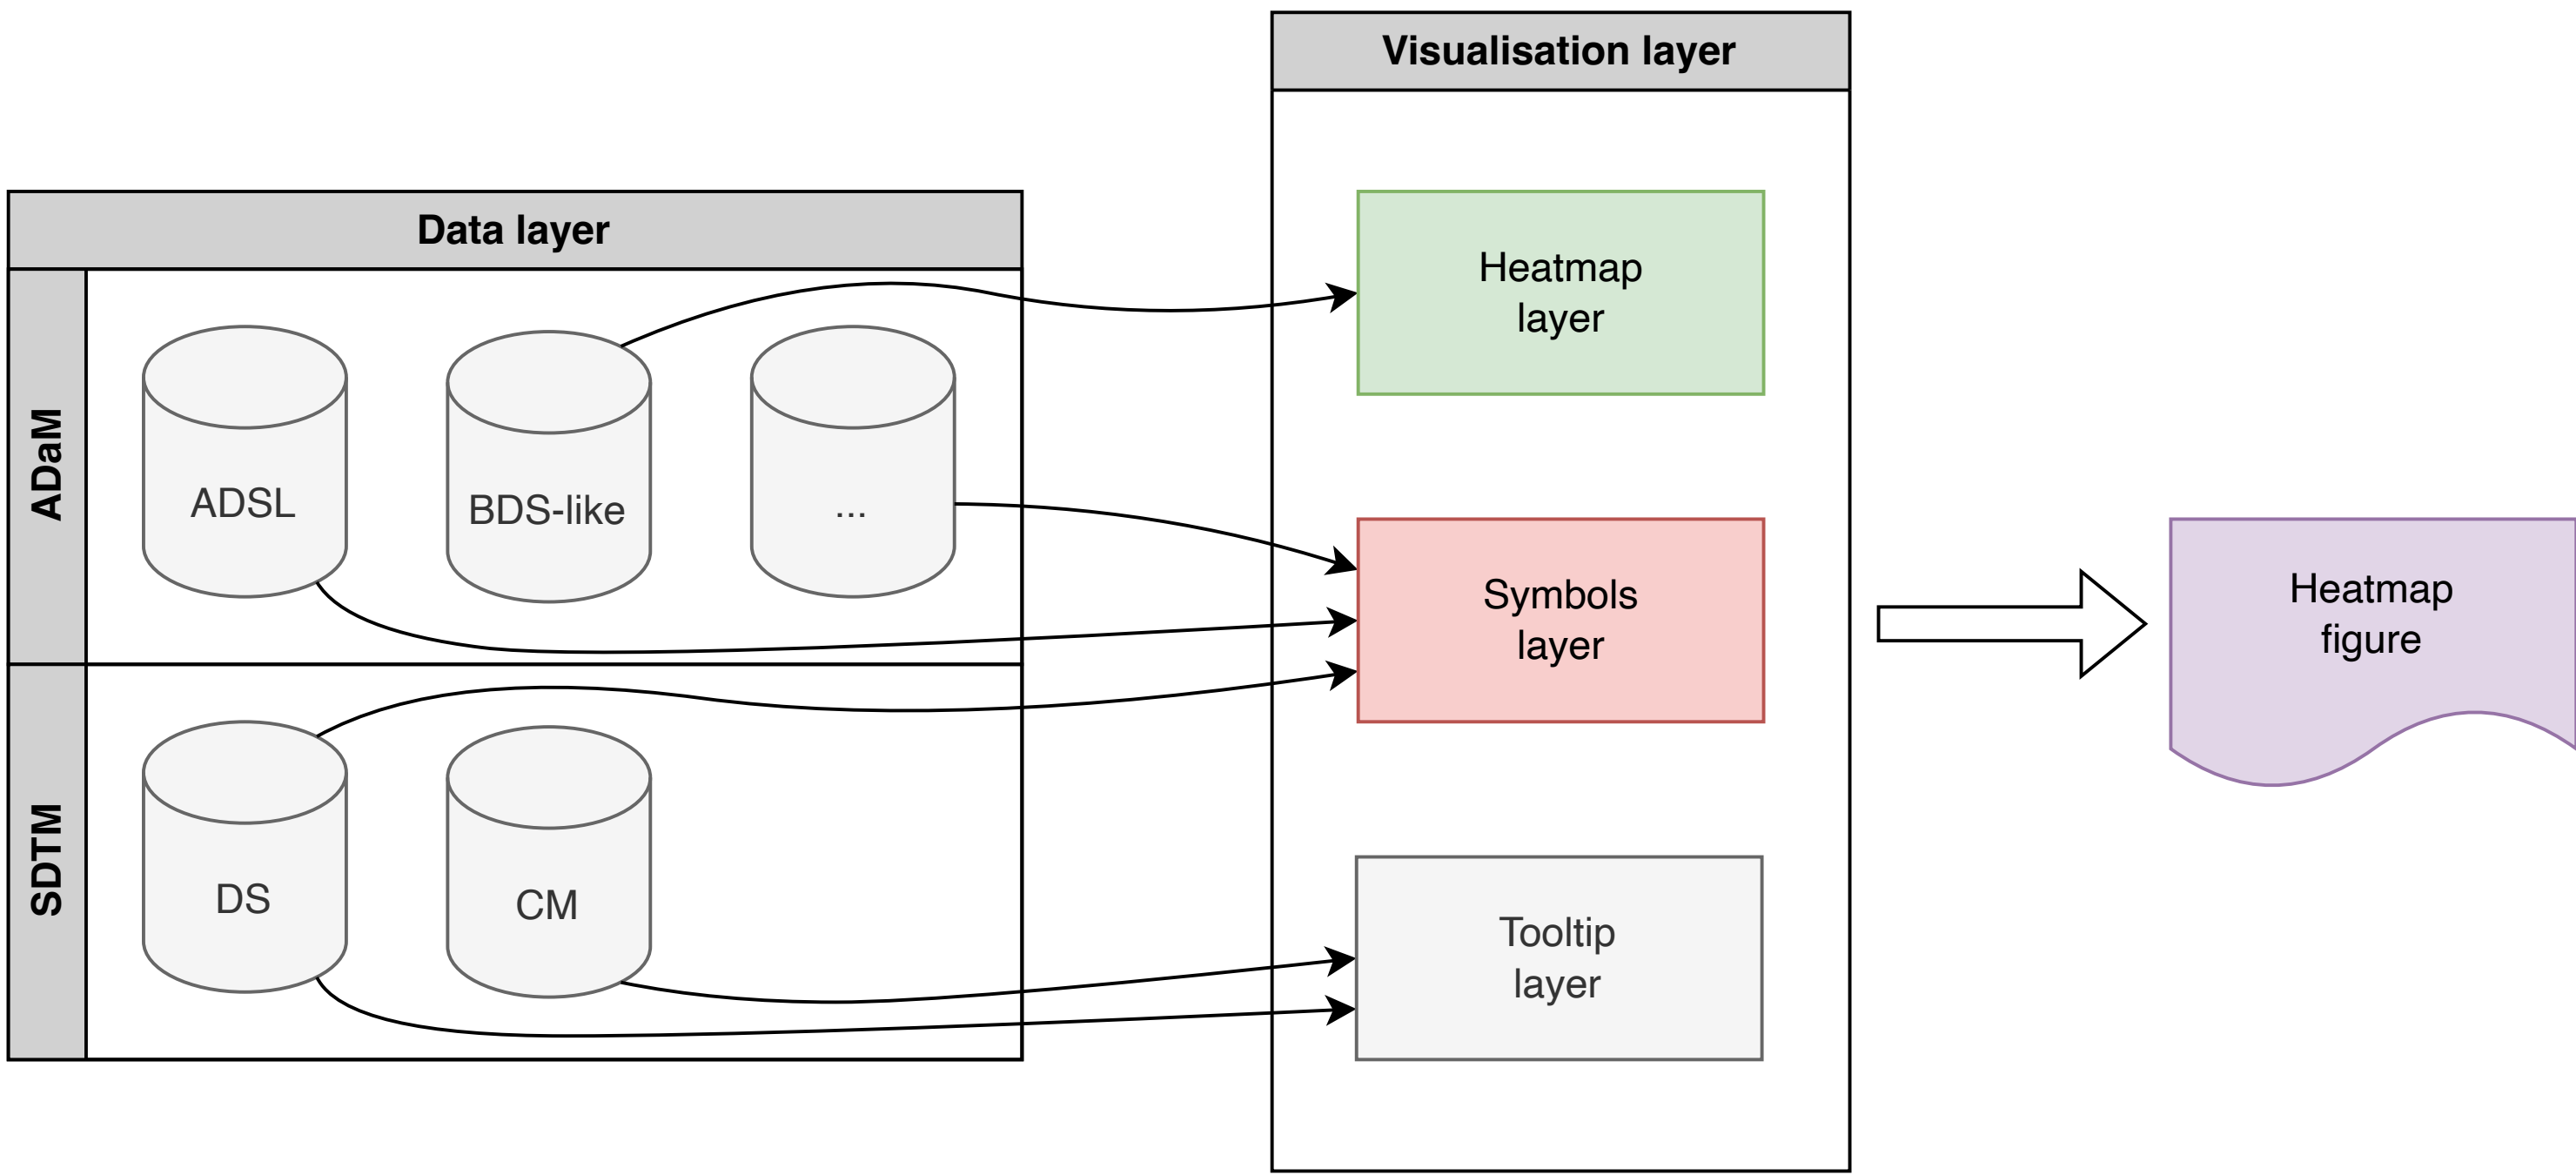 Visualisation layer
Data layer
Heatmap
layer
ADaM
ADSL
BDS-like
...
Symbols
layer
Heatmap
figure
SDTM
DS
CM
Tooltip
layer